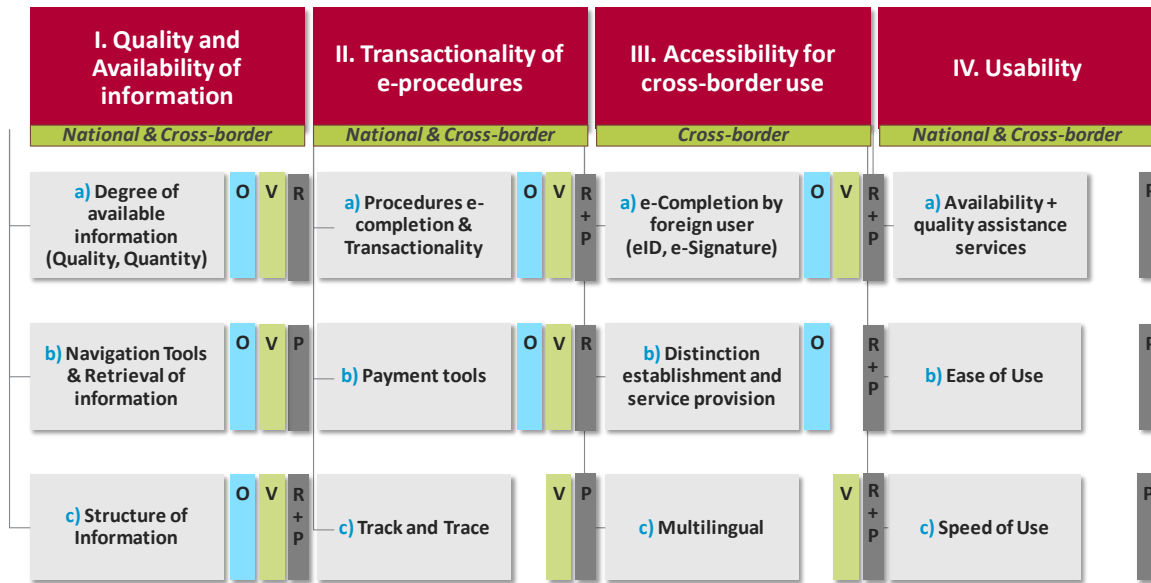 I. Quality and
Availability of
information
II. Transactionality of
e-procedures
III. Accessibility for
cross-border use
IV. Usability
National & Cross-border
National & Cross-border
Cross-border
National & Cross-border
a) Degree of
available
information
(Quality, Quantity)
O
V
R
a) Procedures e-
completion &
Transactionality
O
V
R
+
P
a) e-Completion by
foreign user
(eID, e-Signature)
O
V
R
+
P
a) Availability +
quality assistance
services
P
b) Navigation Tools
& Retrieval of
information
O
V
P
b) Payment tools
O
V
R
b) Distinction
establishment and
service provision
O
R
+
P
b) Ease of Use
P
c) Structure of
Information
O
V
R
+
P
c) Track and Trace
V
P
c) Multilingual
V
R
+
P
c) Speed of Use
P